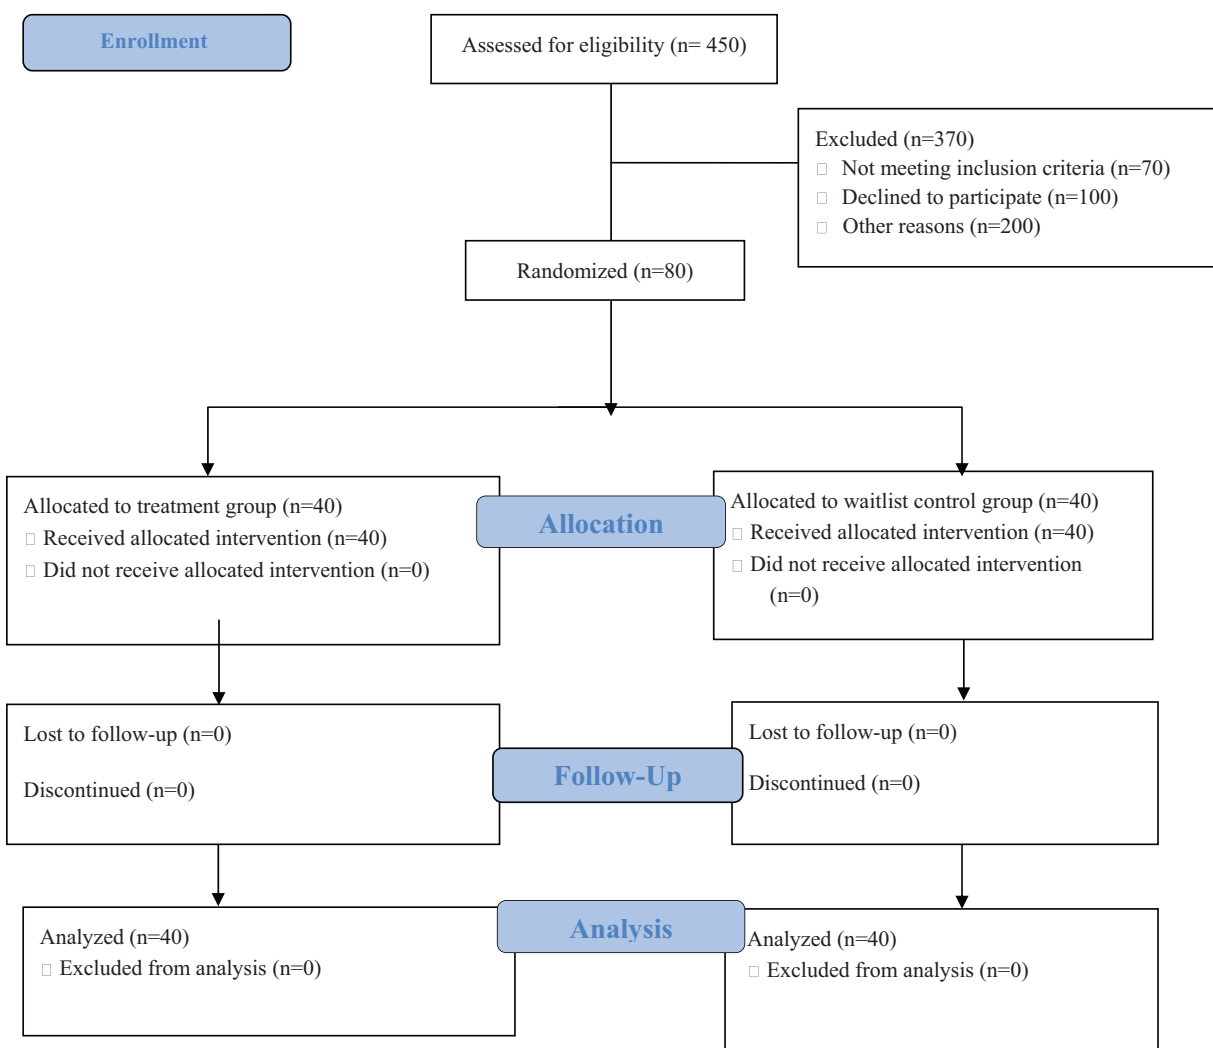 Enrollment
Assessed for eligibility (n= 450)
Excluded (n=370)
Not meeting inclusion criteria (n=70)
Declined to participate (n=100)
Other reasons (n=200)
Randomized (n=80)
Allocated to treatment group (n=40)
Received allocated intervention (n=40)
Did not receive allocated intervention (n=0)
Allocation
Allocated to waitlist control group (n=40)
Received allocated intervention (n=40)
Did not receive allocated intervention
(n=0)
Lost to follow-up (n=0)
Discontinued (n=0)
Follow-Up
Lost to follow-up (n=0)
Discontinued (n=0)
Analyzed (n=40)
Excluded from analysis (n=0)
Analysis
Analyzed (n=40)
Excluded from analysis (n=0)